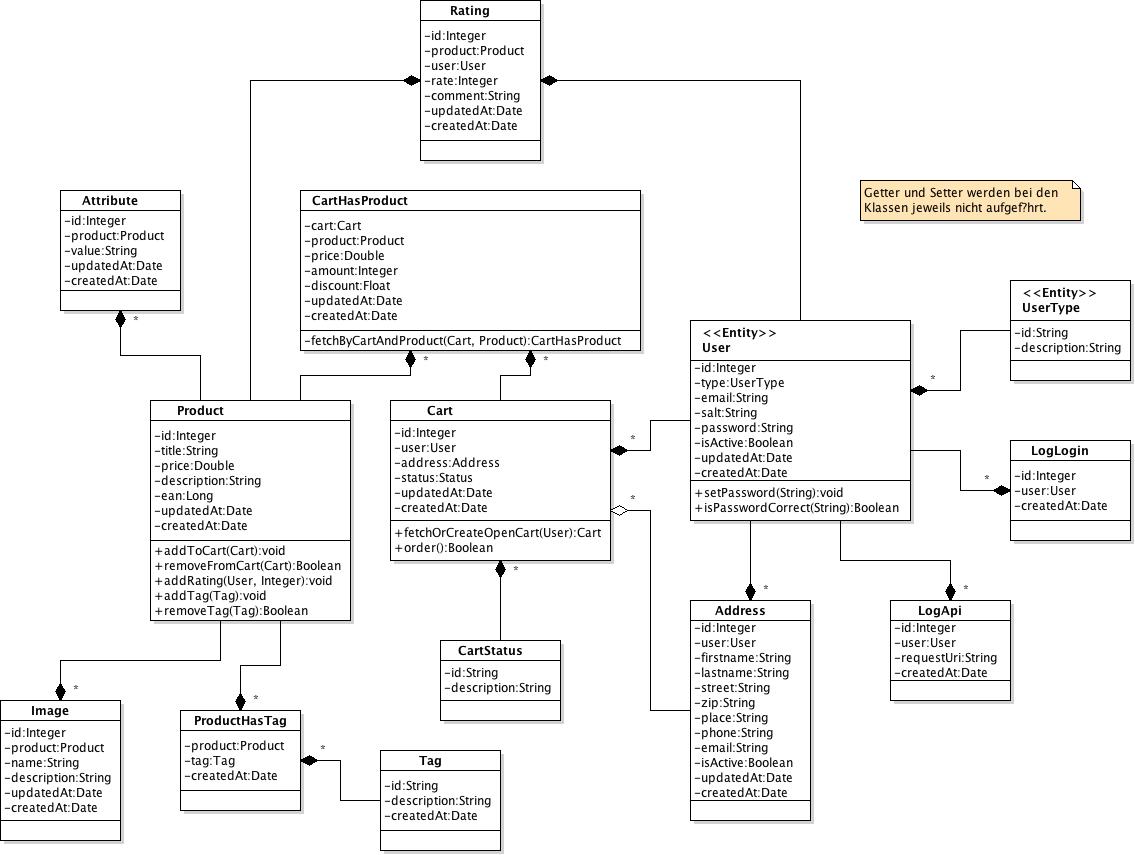 Rating
-id:Integer
-product:Product
-user:User
-rate:Integer
-comment:String
-updatedAt:Date
-createdAt:Date
Attribute
-id:Integer
-product:Product
-value:String
-updatedAt:Date
-createdAt:Date
*
CartHasProduct
-cart:Cart
-product:Product
-price:Double
-amount:Integer
-discount:Float
-updatedAt:Date
-createdAt:Date
-fetchByCartAndProduct(Cart, Product):CartHasProduct
*
*
Getter und Setter werden bei den
Klassen jeweils nicht aufgef?hrt.
<<Entity>>
UserType
-id:String
-description:String
<<Entity>>
User
-id:Integer
-type:UserType
-email:String
-salt:String
-password:String
-isActive:Boolean
-updatedAt:Date
-createdAt:Date
+setPassword(String):void
+isPasswordCorrect(String):Boolean
*
LogLogin
-id:Integer
-user:User
-createdAt:Date
*
Product
-id:Integer
-title:String
-price:Double
-description:String
-ean:Long
-updatedAt:Date
-createdAt:Date
+addToCart(Cart):void
+removeFromCart(Cart):Boolean
+addRating(User, Integer):void
+addTag(Tag):void
+removeTag(Tag):Boolean
Cart
-id:Integer
-user:User
-address:Address
-status:Status
-updatedAt:Date
-createdAt:Date
+fetchOrCreateOpenCart(User):Cart
+order():Boolean
*
*
*
CartStatus
-id:String
-description:String
*
Address
-id:Integer
-user:User
-firstname:String
-lastname:String
-street:String
-zip:String
-place:String
-phone:String
-email:String
-isActive:Boolean
-updatedAt:Date
-createdAt:Date
*
LogApi
-id:Integer
-user:User
-requestUri:String
-createdAt:Date
*
Image
-id:Integer
-product:Product
-name:String
-description:String
-updatedAt:Date
-createdAt:Date
*
ProductHasTag
-product:Product
-tag:Tag
-createdAt:Date
*
Tag
-id:String
-description:String
-createdAt:Date